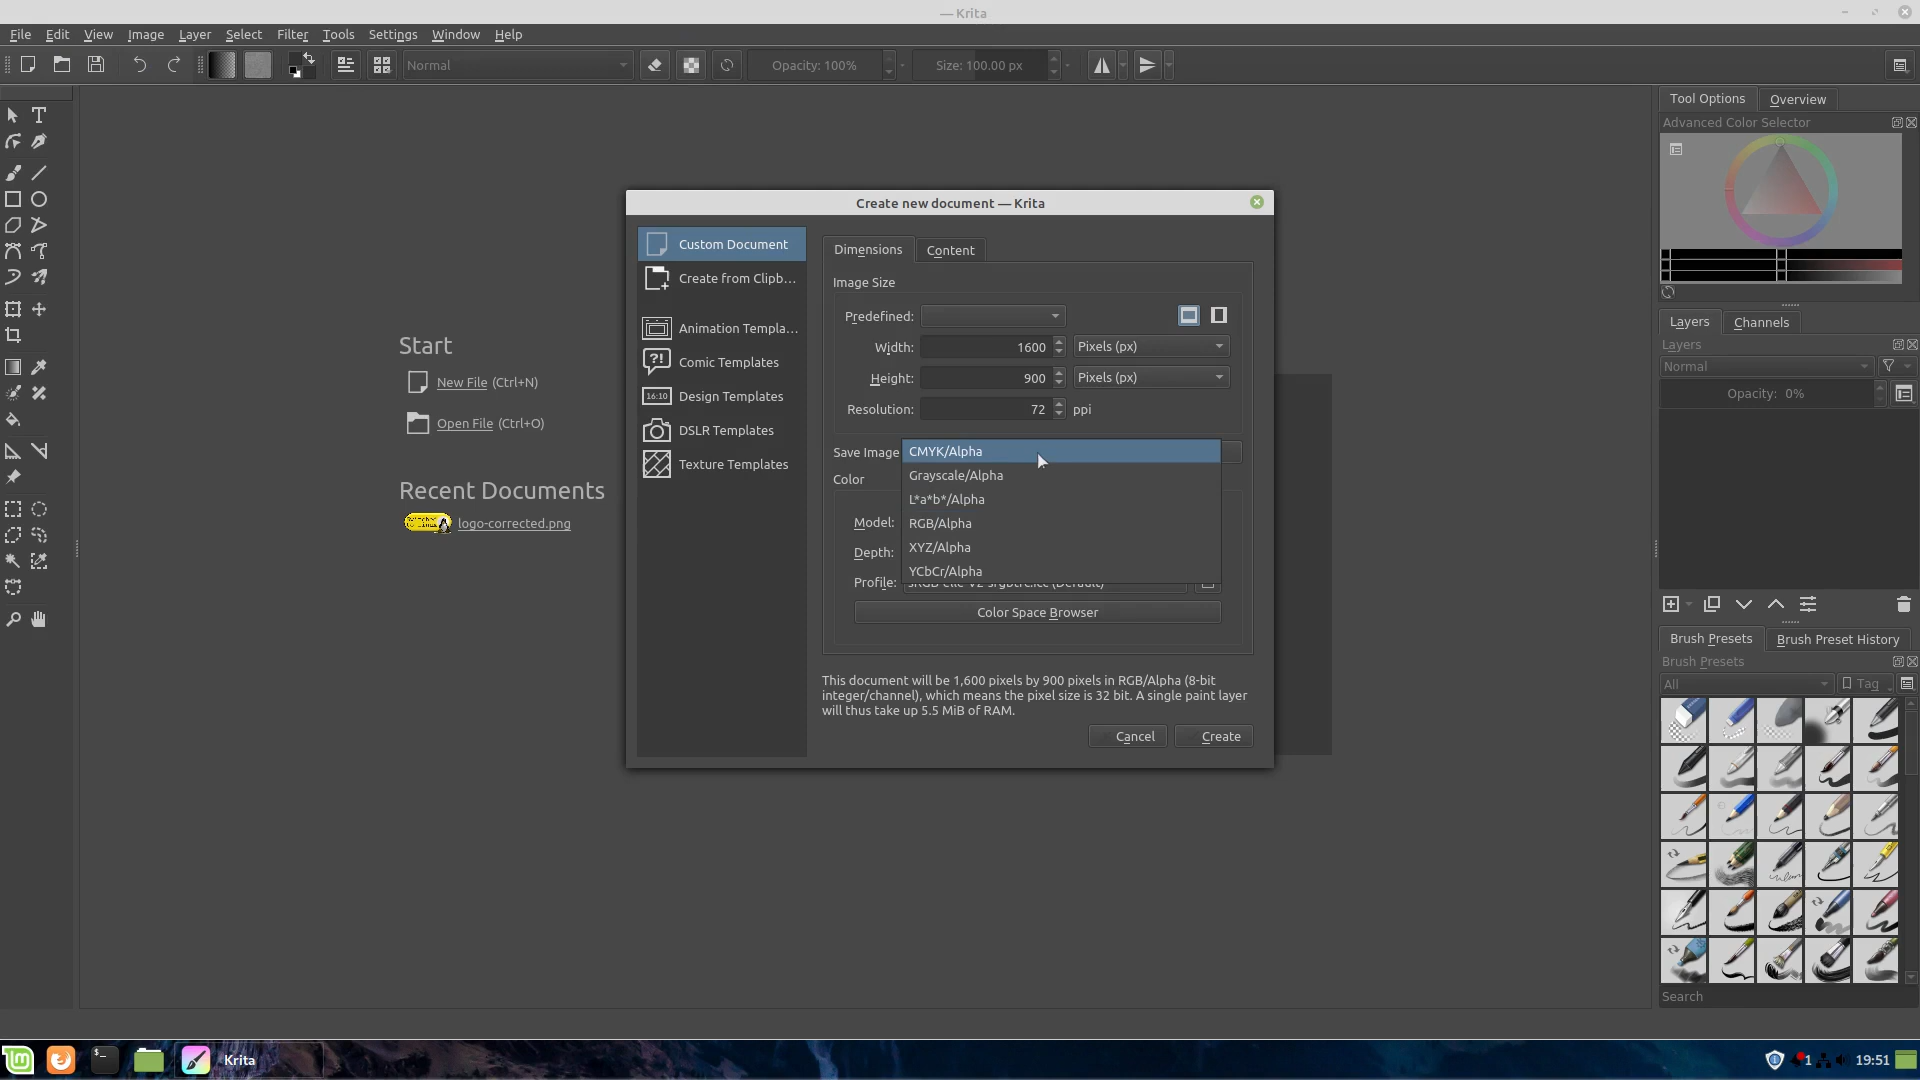 — Krita
File Edit View Image Layer Select Filter Tools Settings Window Help
Normal Opacity: 100% Size: 100.00 px
Tool Options Overview
Advanced Color Selector
Start
New File (Ctrl+N)
Open File (Ctrl+O)
Recent Documents
logo-corrected.png
Create new document — Krita
Custom Document
Create from Clipb...
Animation Templa...
?!
Comic Templates
16:10
Design Templates
DSLR Templates
Texture Templates
Dimensions Content
Image Size
Predefined:
Width: 1600 Pixels (px)
Height: 900 Pixels (px)
Resolution: 72 ppi
Save Image
Color
Model:
Depth:
Profile:
CMYK/Alpha
Grayscale/Alpha
L*a*b*/Alpha
RGB/Alpha
XYZ/Alpha
YCbCr/Alpha
Color Space Browser
This document will be 1,600 pixels by 900 pixels in RGB/Alpha (8-bit
integer/channel), which means the pixel size is 32 bit. A single paint layer
will thus take up 5.5 MiB of RAM.
Cancel Create
Layers Channels
Layers
Normal
Opacity: 0%
Brush Presets Brush Preset History
Brush Presets
All Tag
Search
Krita
1 19:51